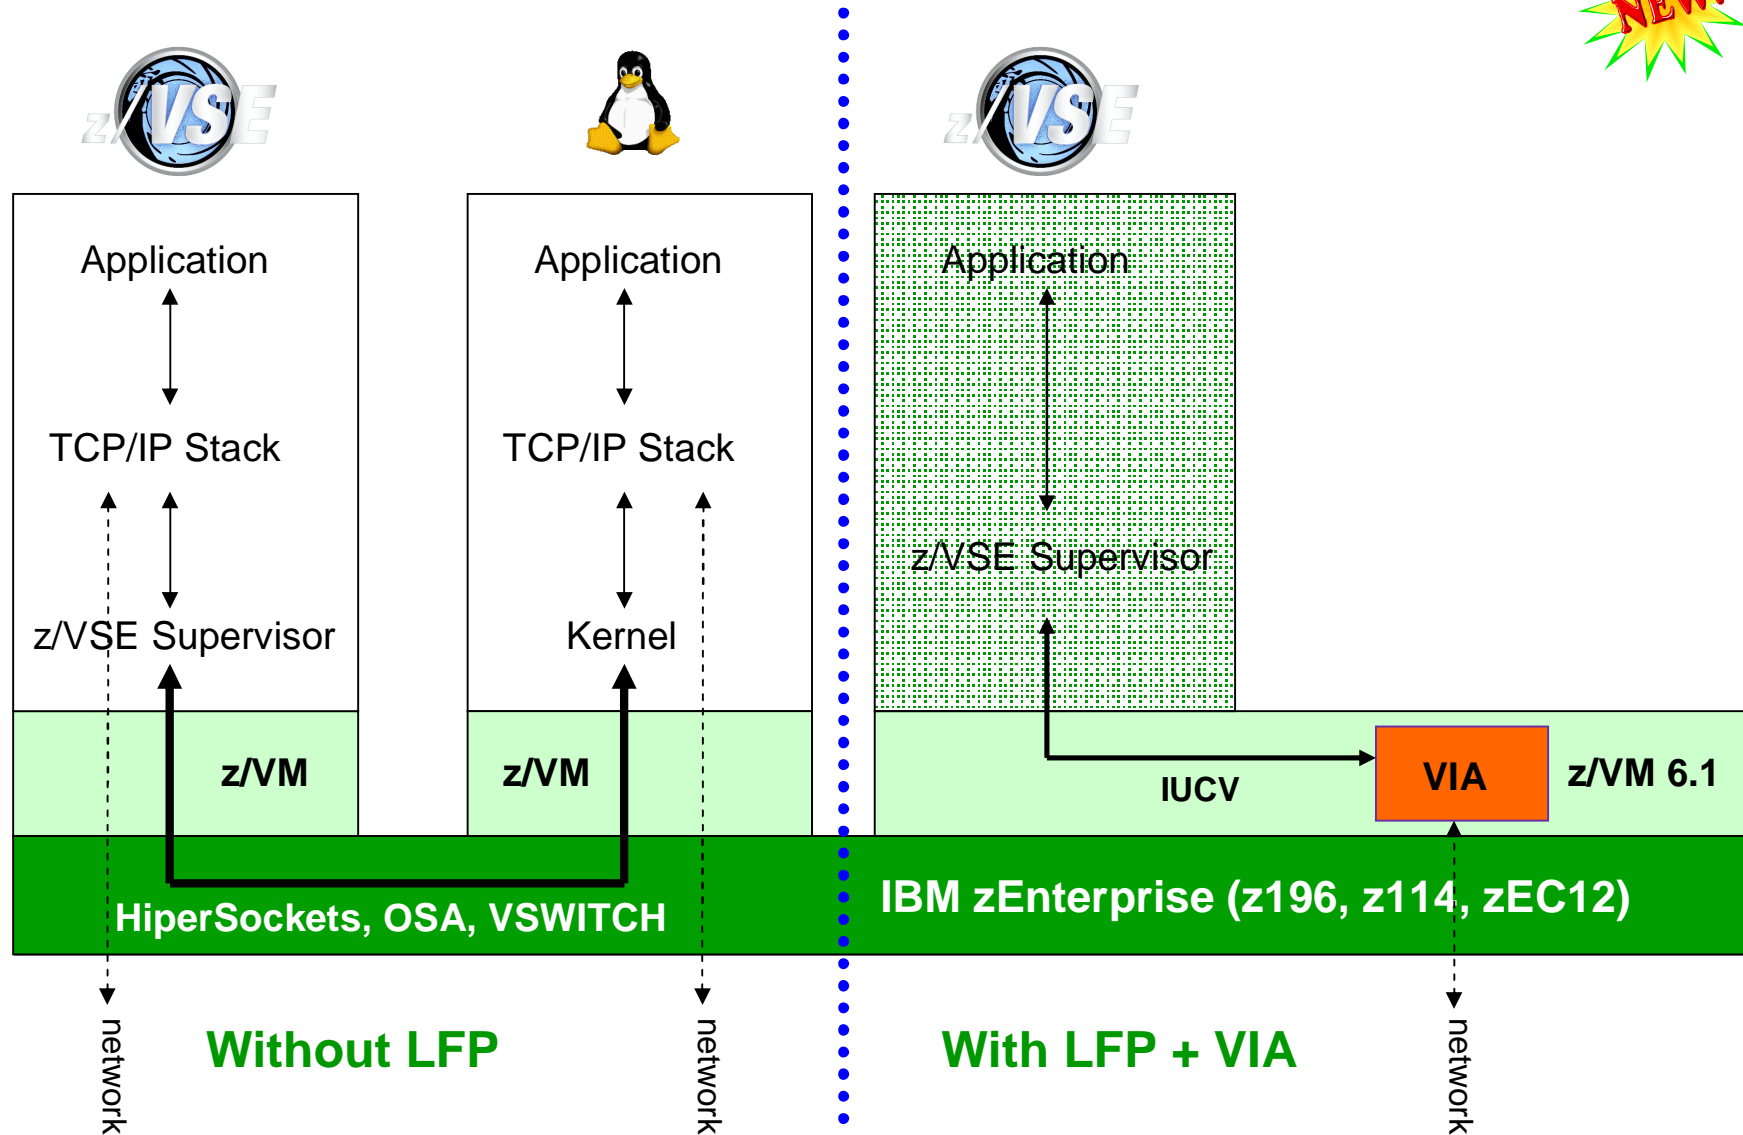 NEW!
z/VSE
z/VSE
Application
Application
Application
TCP/IP Stack
TCP/IP Stack
z/VSE Supervisor
z/VSE Supervisor
Kernel
z/VM
z/VM
IUCV
VIA
z/VM 6.1
HiperSockets, OSA, VSWITCH
IBM zEnterprise (z196, z114, zEC12)
network
Without LFP
network
With LFP + VIA
network